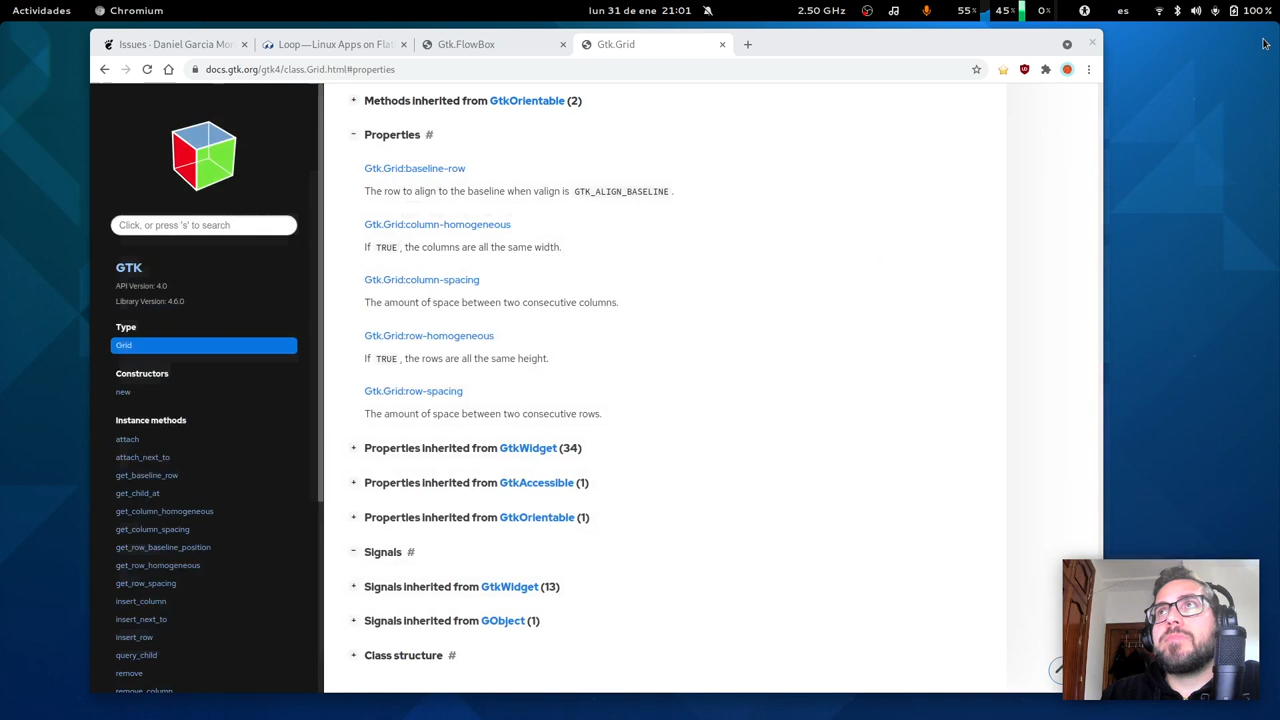 Actividades
Chromium
lun 31 de ene 21:01
2.50 GHz
55%
45%
0%
es
100 %
Issues · Daniel Garcia Mor
Loop — Linux Apps on Flat
Gtk.FlowBox
Gtk.Grid
docs.gtk.org/gtk4/class.Grid.html#properties
Click, or press 's' to search
GTK
API Version: 4.0
Library Version: 4.6.0
Type
Grid
Constructors
new
Instance methods
attach
attach_next_to
get_baseline_row
get_child_at
get_column_homogeneous
get_column_spacing
get_row_baseline_position
get_row_homogeneous
get_row_spacing
insert_column
insert_next_to
insert_row
query_child
remove
remove_column
+ Methods inherited from GtkOrientable (2)
− Properties #
Gtk.Grid:baseline-row
The row to align to the baseline when valign is GTK_ALIGN_BASELINE.
Gtk.Grid:column-homogeneous
If TRUE, the columns are all the same width.
Gtk.Grid:column-spacing
The amount of space between two consecutive columns.
Gtk.Grid:row-homogeneous
If TRUE, the rows are all the same height.
Gtk.Grid:row-spacing
The amount of space between two consecutive rows.
+ Properties inherited from GtkWidget (34)
+ Properties inherited from GtkAccessible (1)
+ Properties inherited from GtkOrientable (1)
− Signals #
+ Signals inherited from GtkWidget (13)
+ Signals inherited from GObject (1)
+ Class structure #